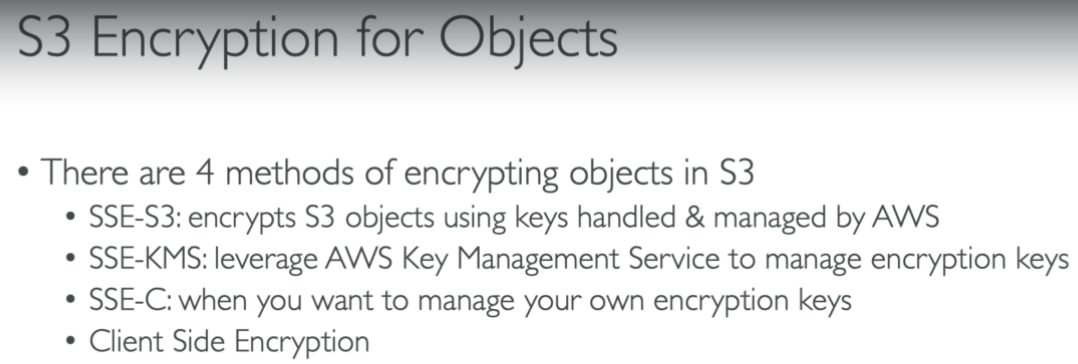 S3 Encryption for Objects
• There are 4 methods of encrypting objects in S3
• SSE-S3: encrypts S3 objects using keys handled & managed by AWS
• SSE-KMS: leverage AWS Key Management Service to manage encryption keys
• SSE-C: when you want to manage your own encryption keys
• Client Side Encryption